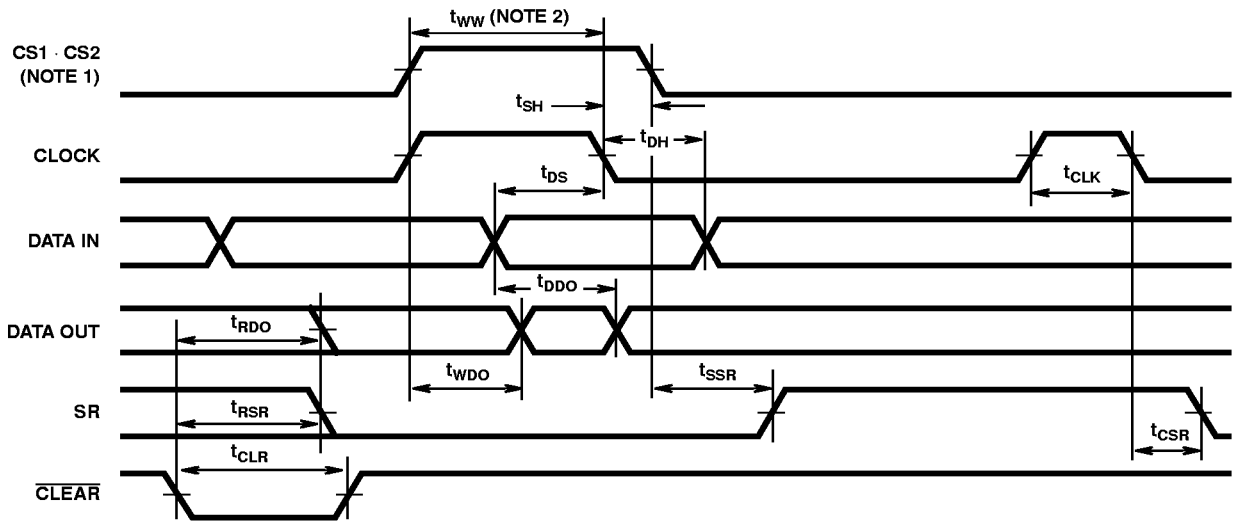 tWW (NOTE 2)
CS1 · CS2
(NOTE 1)
tSH
tDH
CLOCK
tDS
tCLK
DATA IN
tDDO
DATA OUT
tRDO
tWDO
tSSR
SR
tRSR
tCSR
tCLR
CLEAR